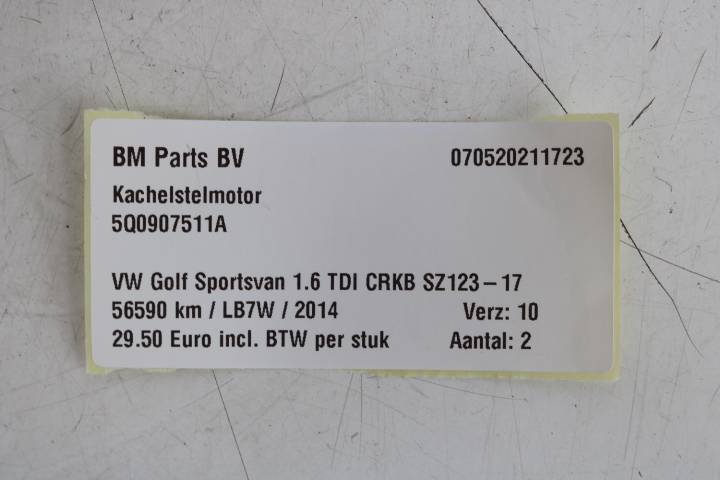 BM Parts BV 070520211723
Kachelstelmotor
5Q0907511A
VW Golf Sportsvan 1.6 TDI CRKB SZ123-17
56590 km / LB7W / 2014 Verz: 10
29.50 Euro incl. BTW per stuk Aantal: 2